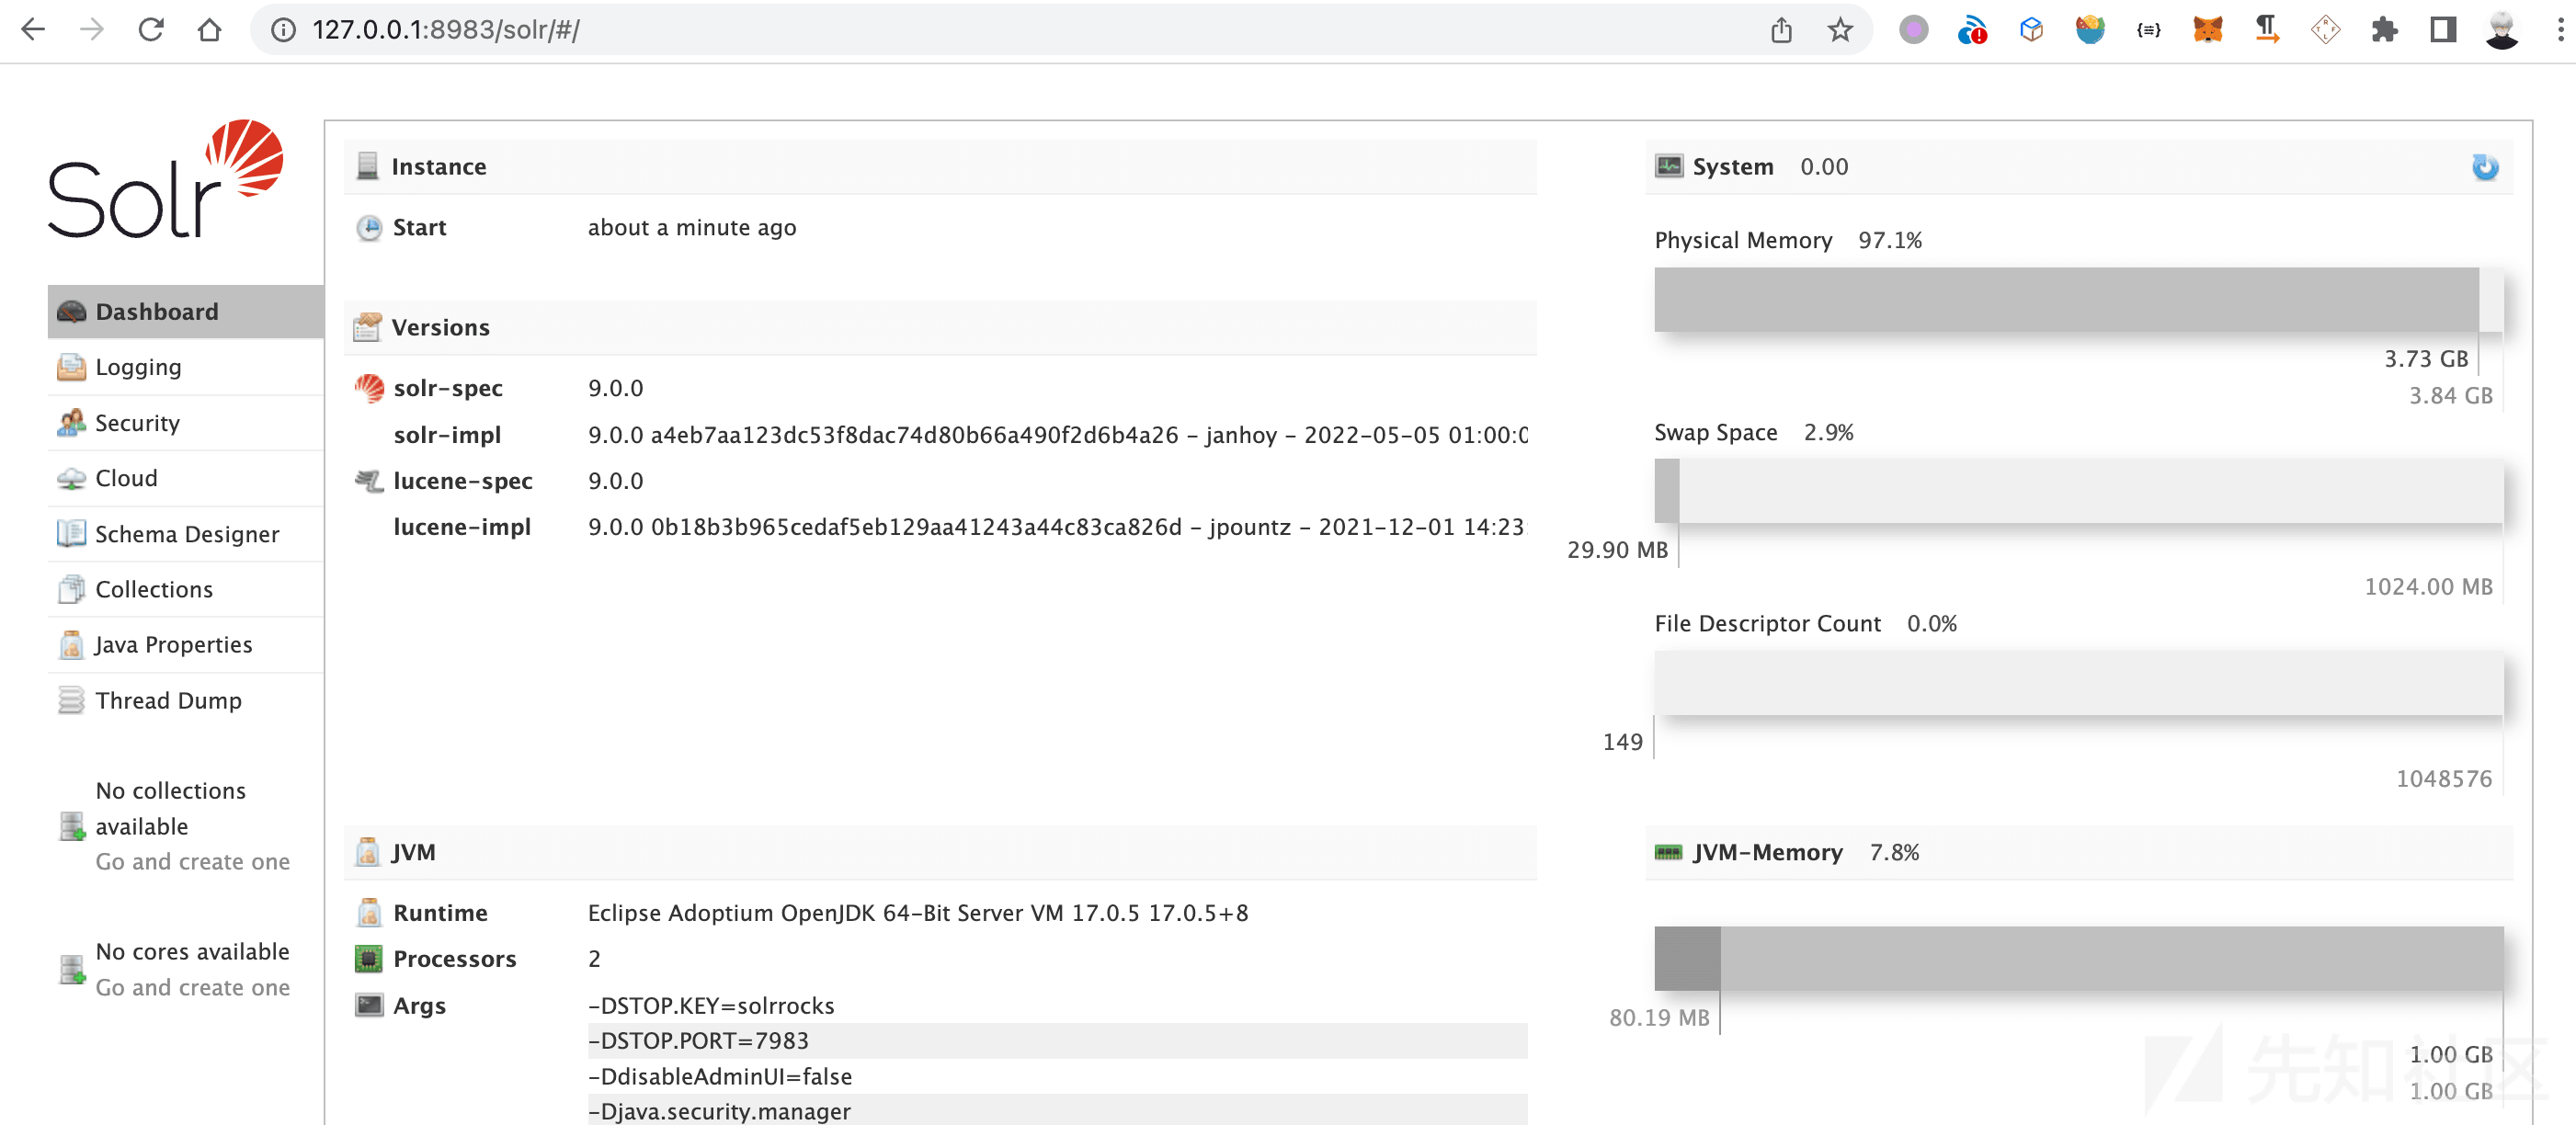 127.0.0.1:8983/solr/#/
Solr
Dashboard
Logging
Security
Cloud
Schema Designer
Collections
Java Properties
Thread Dump
No collections
available
Go and create one
No cores available
Go and create one
Instance
Start about a minute ago
Versions
solr-spec 9.0.0
solr-impl 9.0.0 a4eb7aa123dc53f8dac74d80b66a490f2d6b4a26 - janhoy - 2022-05-05 01:00:0
lucene-spec 9.0.0
lucene-impl 9.0.0 0b18b3b965cedaf5eb129aa41243a44c83ca826d - jpountz - 2021-12-01 14:23:
JVM
Runtime Eclipse Adoptium OpenJDK 64-Bit Server VM 17.0.5 17.0.5+8
Processors 2
Args -DSTOP.KEY=solrrocks
-DSTOP.PORT=7983
-DdisableAdminUI=false
-Djava.security.manager
System 0.00
Physical Memory 97.1%
3.73 GB
3.84 GB
Swap Space 2.9%
29.90 MB
1024.00 MB
File Descriptor Count 0.0%
149
1048576
JVM-Memory 7.8%
80.19 MB
1.00 GB
1.00 GB
先知社区